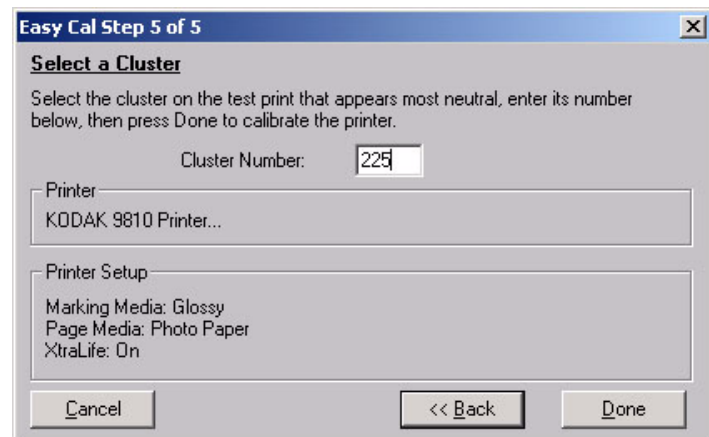 Easy Cal Step 5 of 5
Select a Cluster
Select the cluster on the test print that appears most neutral, enter its number
below, then press Done to calibrate the printer.
Cluster Number: 225
Printer
KODAK 9810 Printer...
Printer Setup
Marking Media: Glossy
Page Media: Photo Paper
XtraLife: On
Cancel << Back Done